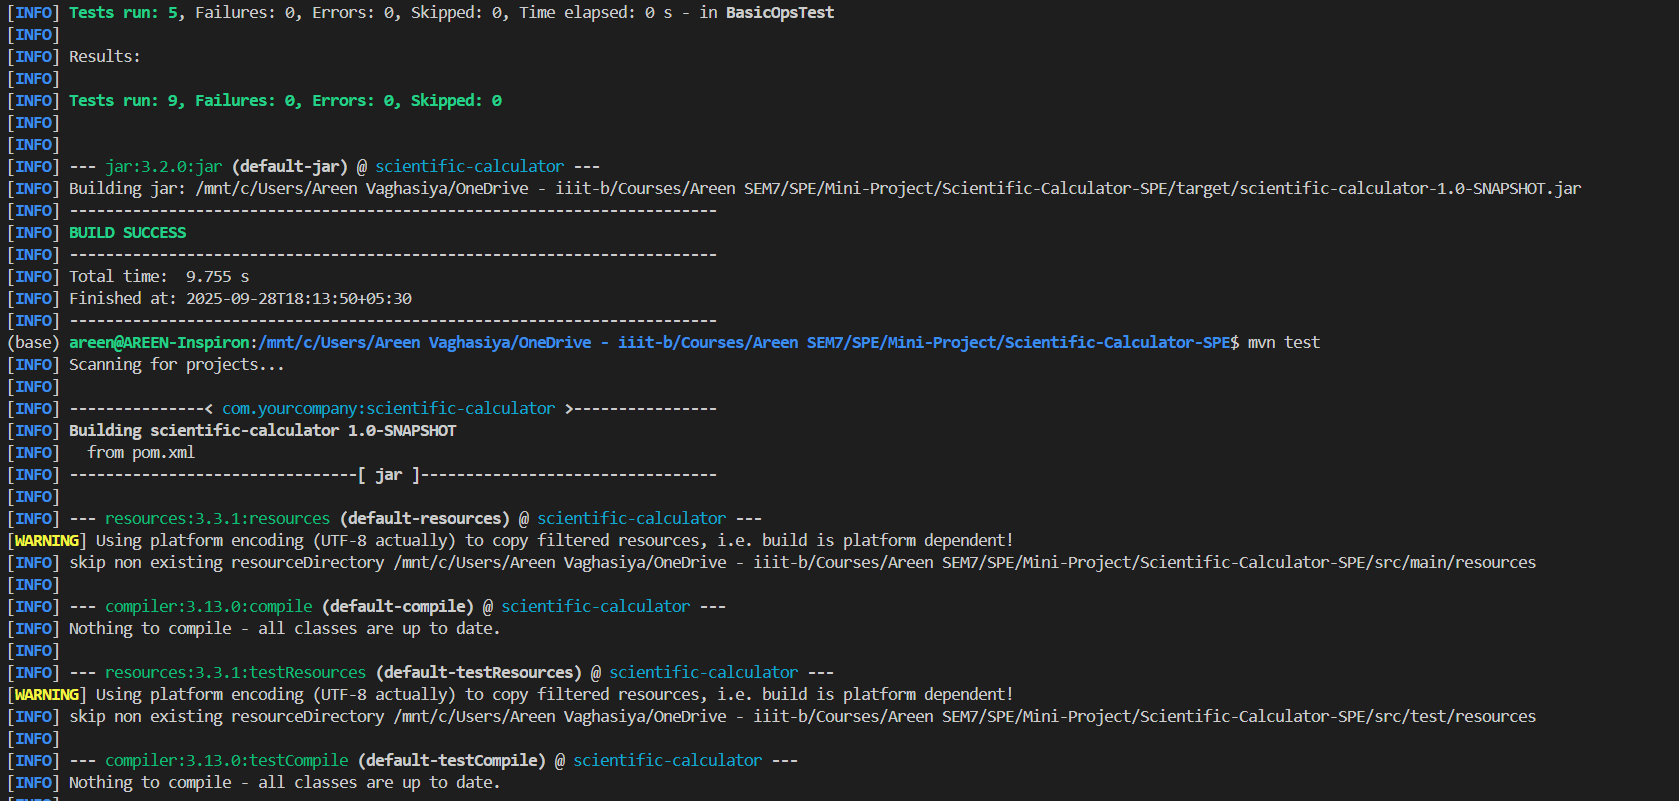 [INFO] Tests run: 5, Failures: 0, Errors: 0, Skipped: 0, Time elapsed: 0 s - in BasicOpsTest
[INFO]
[INFO] Results:
[INFO]
[INFO] Tests run: 9, Failures: 0, Errors: 0, Skipped: 0
[INFO]
[INFO]
[INFO] --- jar:3.2.0:jar (default-jar) @ scientific-calculator ---
[INFO] Building jar: /mnt/c/Users/Areen Vaghasiya/OneDrive - iiit-b/Courses/Areen SEM7/SPE/Mini-Project/Scientific-Calculator-SPE/target/scientific-calculator-1.0-SNAPSHOT.jar
[INFO] ------------------------------------------------------------------------
[INFO] BUILD SUCCESS
[INFO] ------------------------------------------------------------------------
[INFO] Total time:  9.755 s
[INFO] Finished at: 2025-09-28T18:13:50+05:30
[INFO] ------------------------------------------------------------------------
(base) areen@AREEN-Inspiron:/mnt/c/Users/Areen Vaghasiya/OneDrive - iiit-b/Courses/Areen SEM7/SPE/Mini-Project/Scientific-Calculator-SPE$ mvn test
[INFO] Scanning for projects...
[INFO]
[INFO] ---------------< com.yourcompany:scientific-calculator >----------------
[INFO] Building scientific-calculator 1.0-SNAPSHOT
[INFO]   from pom.xml
[INFO] --------------------------------[ jar ]---------------------------------
[INFO]
[INFO] --- resources:3.3.1:resources (default-resources) @ scientific-calculator ---
[WARNING] Using platform encoding (UTF-8 actually) to copy filtered resources, i.e. build is platform dependent!
[INFO] skip non existing resourceDirectory /mnt/c/Users/Areen Vaghasiya/OneDrive - iiit-b/Courses/Areen SEM7/SPE/Mini-Project/Scientific-Calculator-SPE/src/main/resources
[INFO]
[INFO] --- compiler:3.13.0:compile (default-compile) @ scientific-calculator ---
[INFO] Nothing to compile - all classes are up to date.
[INFO]
[INFO] --- resources:3.3.1:testResources (default-testResources) @ scientific-calculator ---
[WARNING] Using platform encoding (UTF-8 actually) to copy filtered resources, i.e. build is platform dependent!
[INFO] skip non existing resourceDirectory /mnt/c/Users/Areen Vaghasiya/OneDrive - iiit-b/Courses/Areen SEM7/SPE/Mini-Project/Scientific-Calculator-SPE/src/test/resources
[INFO]
[INFO] --- compiler:3.13.0:testCompile (default-testCompile) @ scientific-calculator ---
[INFO] Nothing to compile - all classes are up to date.